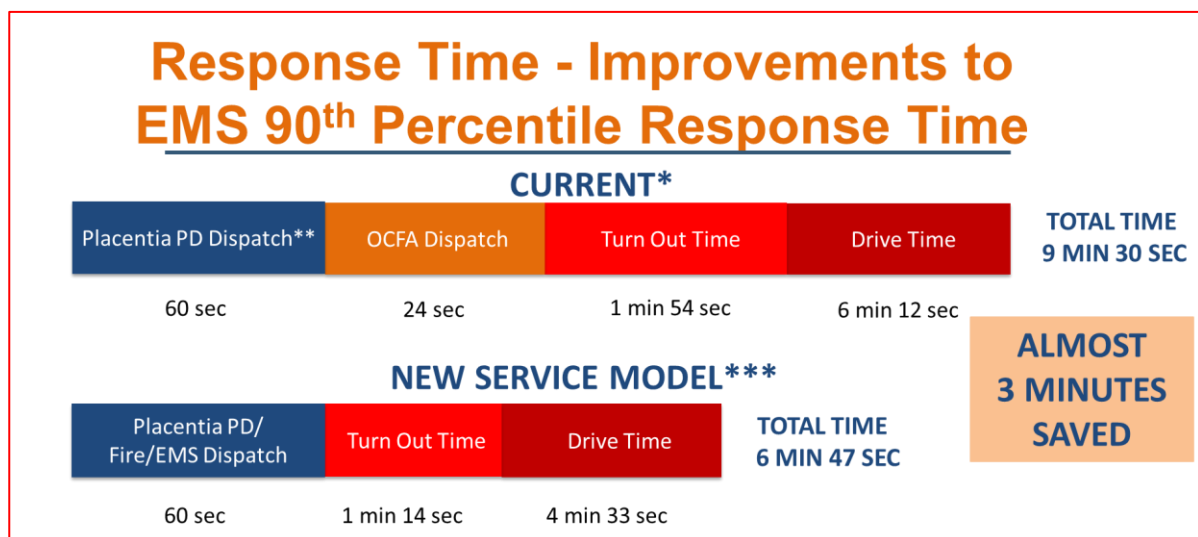 Response Time - Improvements to
EMS 90th Percentile Response Time
CURRENT*
Placentia PD Dispatch**
OCFA Dispatch
Turn Out Time
Drive Time
TOTAL TIME
9 MIN 30 SEC
60 sec
24 sec
1 min 54 sec
6 min 12 sec
ALMOST
3 MINUTES
SAVED
NEW SERVICE MODEL***
Placentia PD/
Fire/EMS Dispatch
Turn Out Time
Drive Time
TOTAL TIME
6 MIN 47 SEC
60 sec
1 min 14 sec
4 min 33 sec